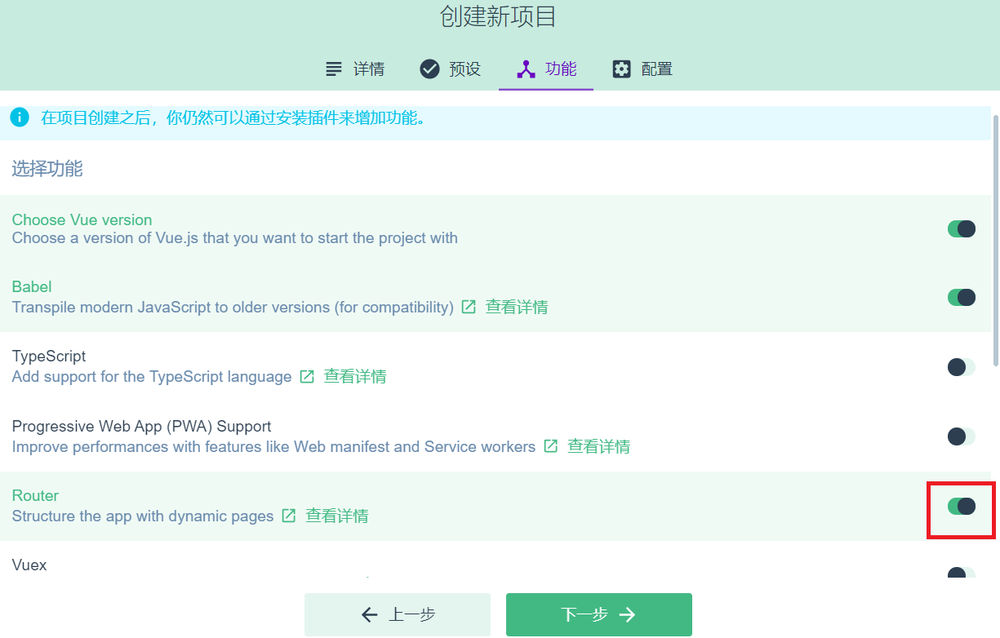 创建新项目
详情 预设 功能 配置
在项目创建之后，你仍然可以通过安装插件来增加功能。
选择功能
Choose Vue version
Choose a version of Vue.js that you want to start the project with
Babel
Transpile modern JavaScript to older versions (for compatibility) 查看详情
TypeScript
Add support for the TypeScript language 查看详情
Progressive Web App (PWA) Support
Improve performances with features like Web manifest and Service workers 查看详情
Router
Structure the app with dynamic pages 查看详情
Vuex
上一步 下一步